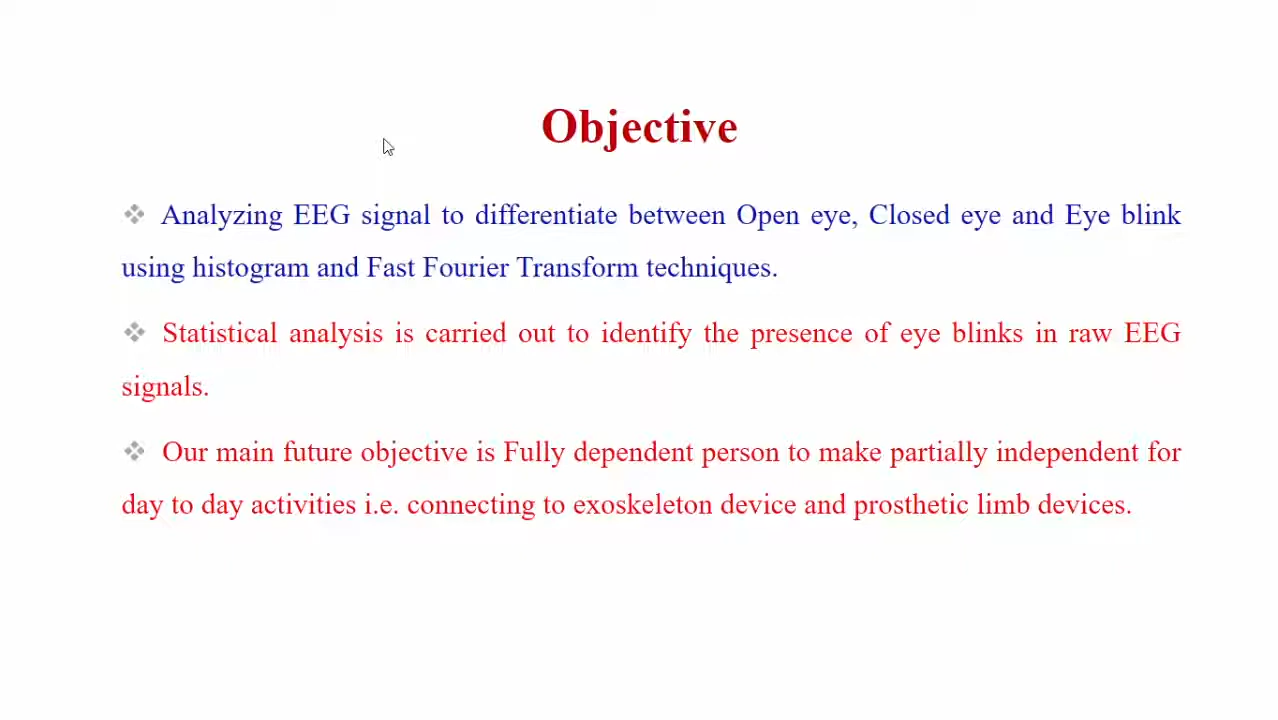 Objective
❖ Analyzing EEG signal to differentiate between Open eye, Closed eye and Eye blink
using histogram and Fast Fourier Transform techniques.
❖ Statistical analysis is carried out to identify the presence of eye blinks in raw EEG
signals.
❖ Our main future objective is Fully dependent person to make partially independent for
day to day activities i.e. connecting to exoskeleton device and prosthetic limb devices.